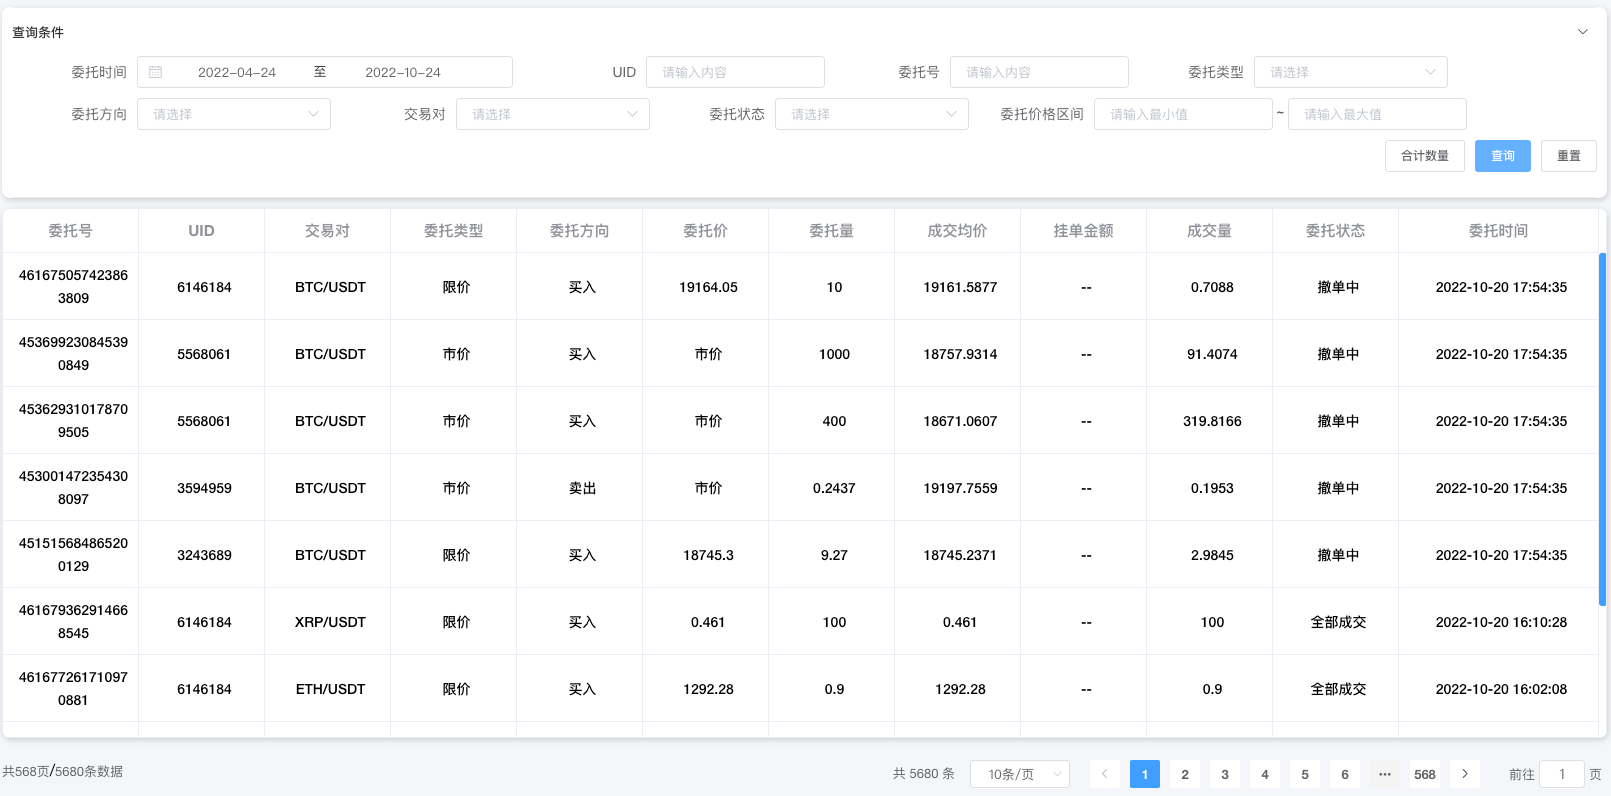 查询条件
委托时间 2022-04-24 至 2022-10-24 UID 请输入内容 委托号 请输入内容 委托类型 请选择
委托方向 请选择 交易对 请选择 委托状态 请选择 委托价格区间 请输入最小值 ~ 请输入最大值
合计数量 查询 重置
委托号 UID 交易对 委托类型 委托方向 委托价 委托量 成交均价 挂单金额 成交量 委托状态 委托时间
46167505742386
3809 6146184 BTC/USDT 限价 买入 19164.05 10 19161.5877 -- 0.7088 撤单中 2022-10-20 17:54:35
45369923084539
0849 5568061 BTC/USDT 市价 买入 市价 1000 18757.9314 -- 91.4074 撤单中 2022-10-20 17:54:35
45362931017870
9505 5568061 BTC/USDT 市价 买入 市价 400 18671.0607 -- 319.8166 撤单中 2022-10-20 17:54:35
45300147235430
8097 3594959 BTC/USDT 市价 卖出 市价 0.2437 19197.7559 -- 0.1953 撤单中 2022-10-20 17:54:35
45151568486520
0129 3243689 BTC/USDT 限价 买入 18745.3 9.27 18745.2371 -- 2.9845 撤单中 2022-10-20 17:54:35
46167936291466
8545 6146184 XRP/USDT 限价 买入 0.461 100 0.461 -- 100 全部成交 2022-10-20 16:10:28
46167726171097
0881 6146184 ETH/USDT 限价 买入 1292.28 0.9 1292.28 -- 0.9 全部成交 2022-10-20 16:02:08
共568页/5680条数据 共 5680 条 10条/页 1 2 3 4 5 6 ··· 568 前往 1 页